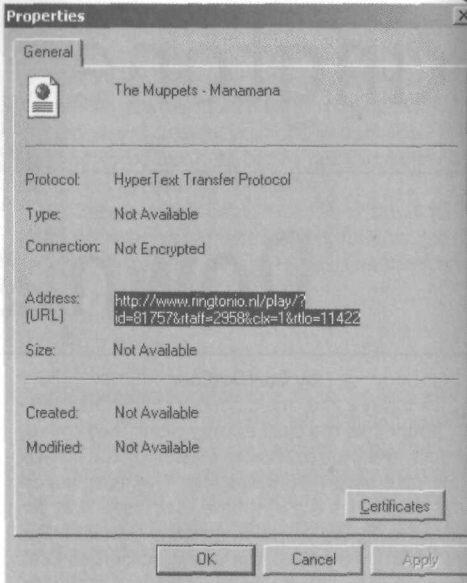 Properties
General
The Muppets - Manamana
Protocol: HyperText Transfer Protocol
Type: Not Available
Connection: Not Encrypted
Address: http://www.ringtonio.nl/play/?
(URL) id=81757&rtaff=2958&clx=1&rtlo=11422
Size: Not Available
Created: Not Available
Modified: Not Available
Certificates
OK Cancel Apply